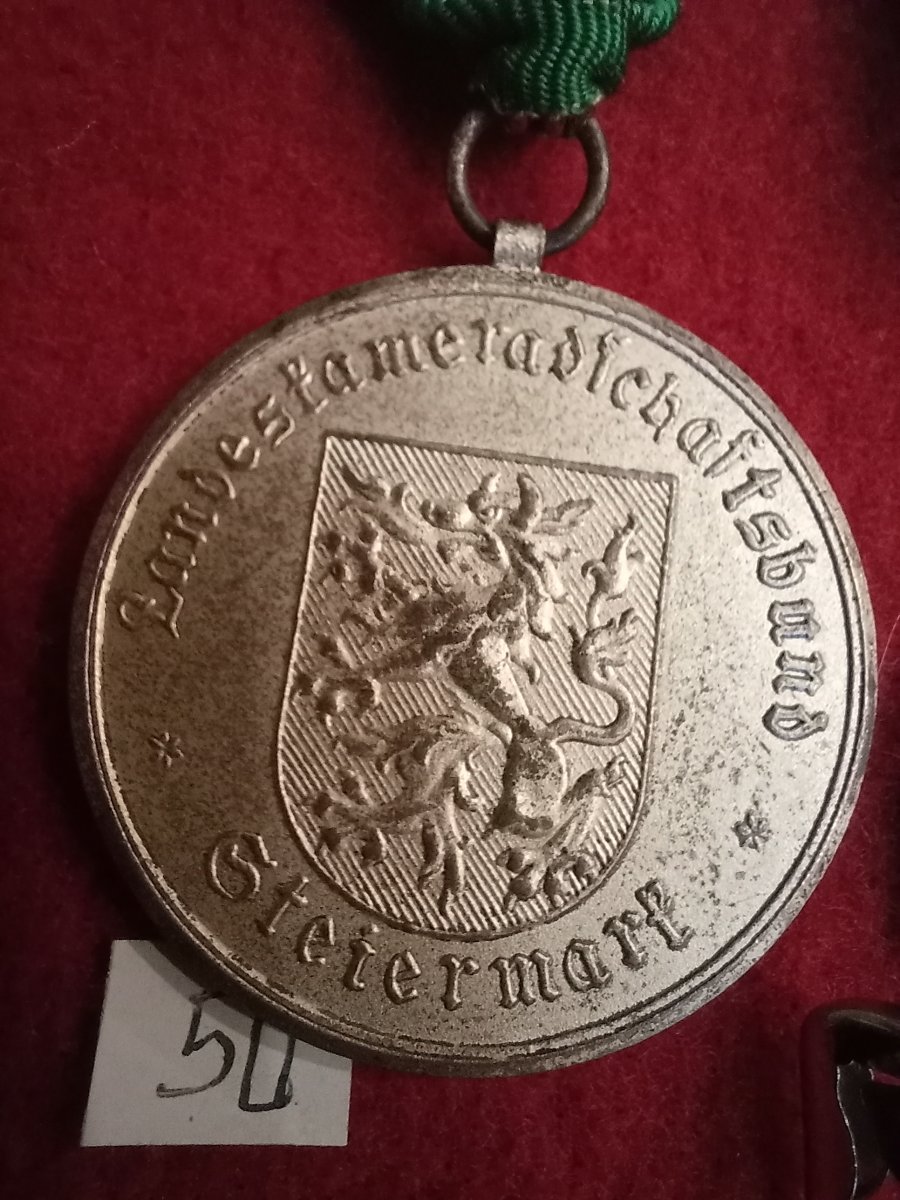 Landeskameradschaftsbund
* Steiermark *
50